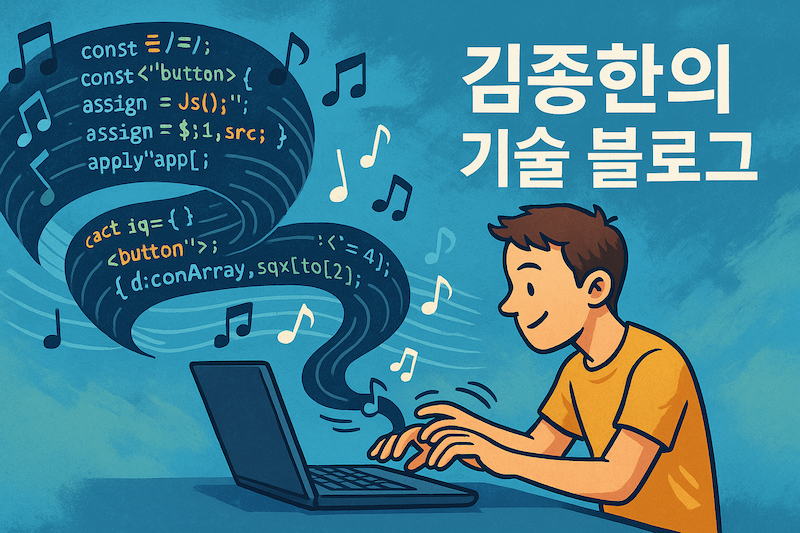 const = /=/;
const<"button> {
assign = Js();";
assign = $;1,src; }
apply"app[;
cact iq={ }
<button">;
{ d:conArray,sqx[to[2];
:<'=4);
김종한의
기술 블로그